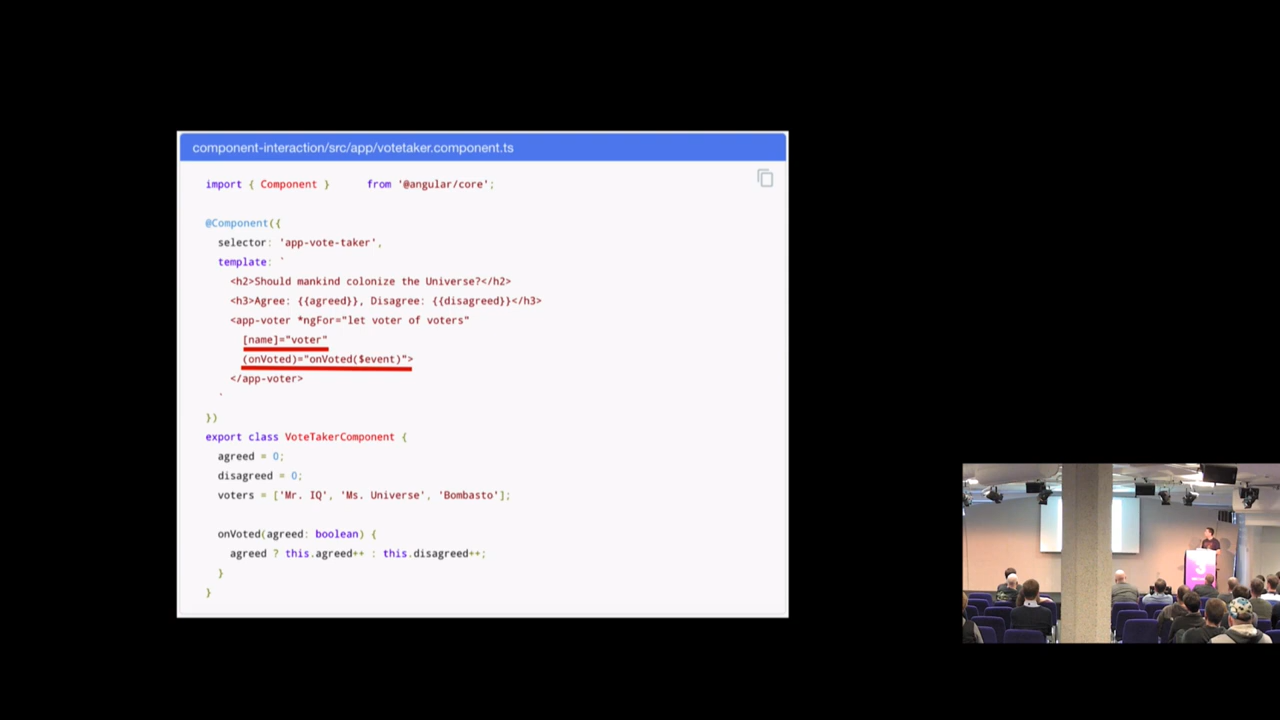 component-interaction/src/app/votetaker.component.ts
import { Component }      from '@angular/core';
@Component({
  selector: 'app-vote-taker',
  template: `
    <h2>Should mankind colonize the Universe?</h2>
    <h3>Agree: {{agreed}}, Disagree: {{disagreed}}</h3>
    <app-voter *ngFor="let voter of voters"
      [name]="voter"
      (onVoted)="onVoted($event)">
    </app-voter>
  `
})
export class VoteTakerComponent {
  agreed = 0;
  disagreed = 0;
  voters = ['Mr. IQ', 'Ms. Universe', 'Bombasto'];
  onVoted(agreed: boolean) {
    agreed ? this.agreed++ : this.disagreed++;
  }
}